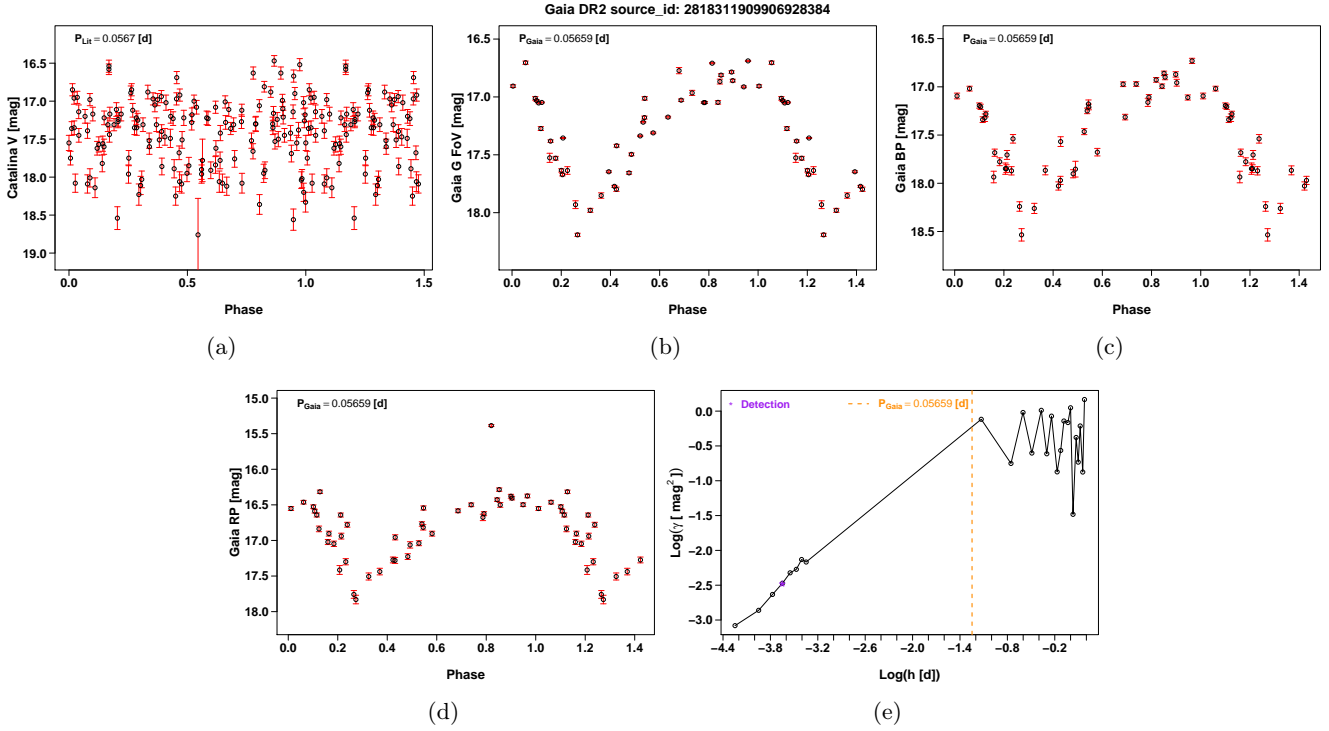 Gaia DR2 source_id: 2818311909906928384
P_Lit = 0.0567 [d]
Catalina V [mag]
16.5
17.0
17.5
18.0
18.5
19.0
0.0 0.5 1.0 1.5
Phase
(a)
P_Gaia = 0.05659 [d]
Gaia G FoV [mag]
16.5
17.0
17.5
18.0
0.0 0.2 0.4 0.6 0.8 1.0 1.2 1.4
Phase
(b)
P_Gaia = 0.05659 [d]
Gaia BP [mag]
16.5
17.0
17.5
18.0
18.5
0.0 0.2 0.4 0.6 0.8 1.0 1.2 1.4
Phase
(c)
P_Gaia = 0.05659 [d]
Gaia RP [mag]
15.0
15.5
16.0
16.5
17.0
17.5
18.0
0.0 0.2 0.4 0.6 0.8 1.0 1.2 1.4
Phase
(d)
Detection
P_Gaia = 0.05659 [d]
Log(γ [ mag² ])
0.0
−0.5
−1.0
−1.5
−2.0
−2.5
−3.0
−4.4 −3.8 −3.2 −2.6 −2.0 −1.4 −0.8 −0.2
Log(h [d])
(e)